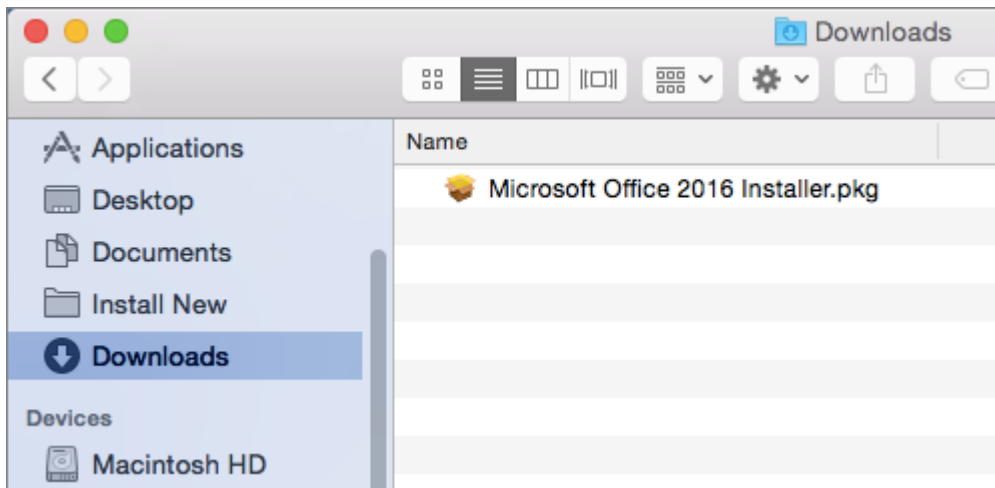 Downloads
Name
Applications
Microsoft Office 2016 Installer.pkg
Desktop
Documents
Install New
Downloads
Devices
Macintosh HD